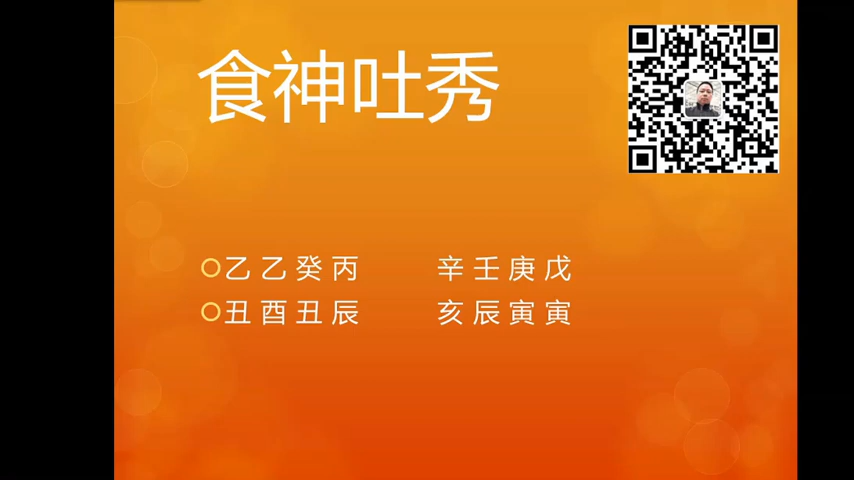 食神吐秀
乙 乙 癸 丙 辛 壬 庚 戊
丑 酉 丑 辰 亥 辰 寅 寅